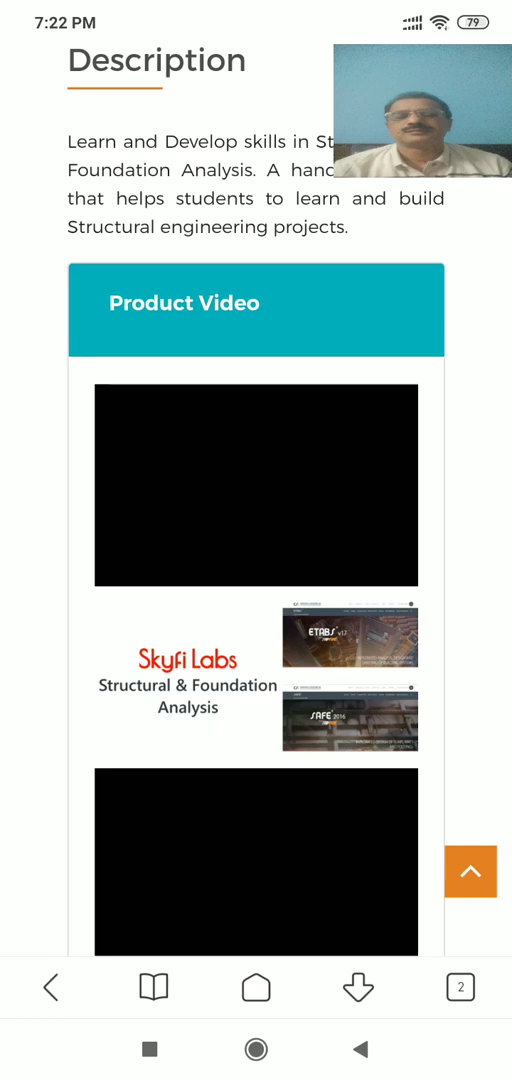 7:22 PM
79
Description
Learn and Develop skills in St
Foundation Analysis. A hand
that helps students to learn and build
Structural engineering projects.
Product Video
ETABS v17
Skyfi Labs
Structural & Foundation
Analysis
SAFE 2016
2